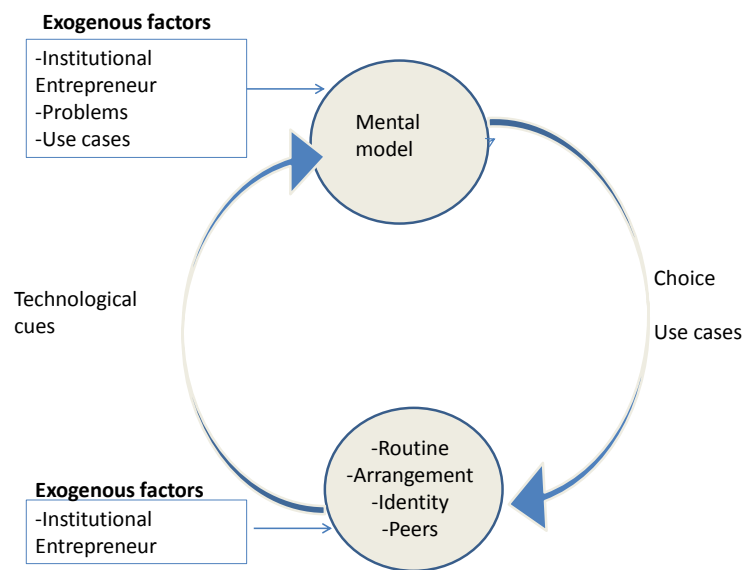 Exogenous factors
-Institutional
Entrepreneur
-Problems
-Use cases
Mental
model
Technological
cues
Choice
Use cases
-Routine
-Arrangement
-Identity
-Peers
Exogenous factors
-Institutional
Entrepreneur